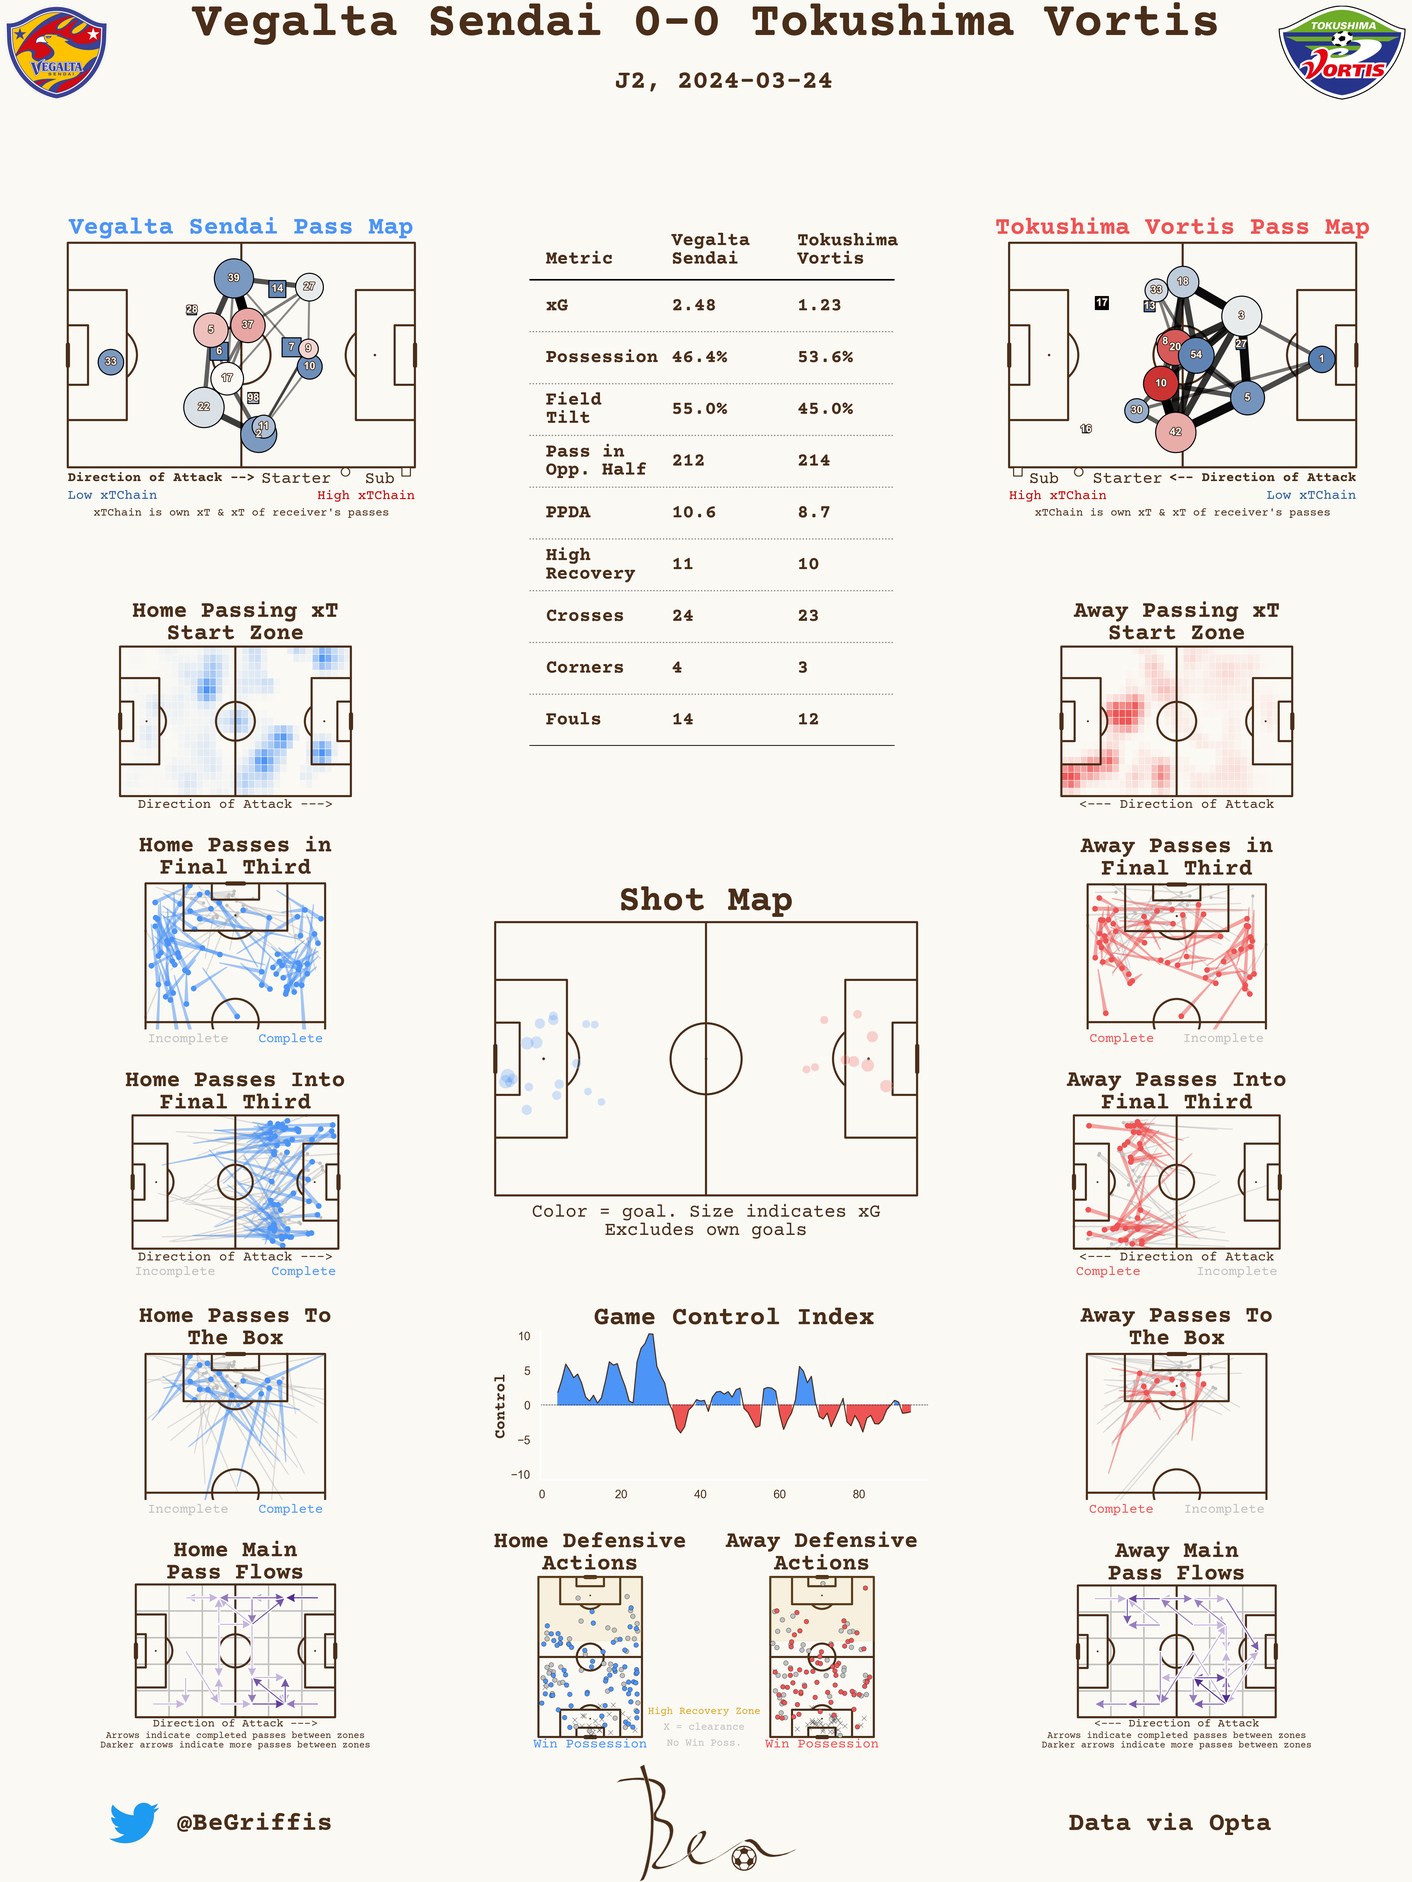 Vegalta Sendai 0-0 Tokushima Vortis
J2, 2024-03-24
VEGALTA
SENDAI
TOKUSHIMA
VORTIS
Vegalta Sendai Pass Map
39
14
27
28
5
37
6
7
9
10
33
17
22
98
11
2
Direction of Attack --> Starter Sub
Low xTChain High xTChain
xTChain is own xT & xT of receiver's passes
Metric Vegalta Sendai Tokushima Vortis
xG 2.48 1.23
Possession 46.4% 53.6%
Field Tilt 55.0% 45.0%
Pass in Opp. Half 212 214
PPDA 10.6 8.7
High Recovery 11 10
Crosses 24 23
Corners 4 3
Fouls 14 12
Tokushima Vortis Pass Map
18
33
17
13
3
8
20
54
27
1
10
5
30
42
16
Sub Starter <-- Direction of Attack
High xTChain Low xTChain
xTChain is own xT & xT of receiver's passes
Home Passing xT
Start Zone
Direction of Attack --->
Away Passing xT
Start Zone
<--- Direction of Attack
Home Passes in
Final Third
Incomplete Complete
Away Passes in
Final Third
Complete Incomplete
Shot Map
Color = goal. Size indicates xG
Excludes own goals
Home Passes Into
Final Third
Direction of Attack --->
Incomplete Complete
Away Passes Into
Final Third
<--- Direction of Attack
Complete Incomplete
Home Passes To
The Box
Incomplete Complete
Game Control Index
Control
10
5
0
−5
−10
0 20 40 60 80
Away Passes To
The Box
Complete Incomplete
Home Main
Pass Flows
Direction of Attack --->
Arrows indicate completed passes between zones
Darker arrows indicate more passes between zones
Home Defensive
Actions
Win Possession
High Recovery Zone
X = clearance
No Win Poss.
Away Defensive
Actions
Win Possession
Away Main
Pass Flows
<--- Direction of Attack
Arrows indicate completed passes between zones
Darker arrows indicate more passes between zones
@BeGriffis
Ben
Data via Opta